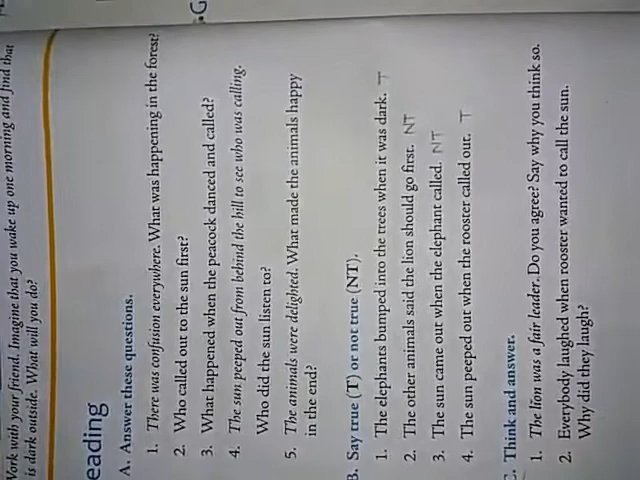 Work with your friend. Imagine that you wake up one morning and find that
is dark outside. What will you do?
eading
A. Answer these questions.
1. There was confusion everywhere. What was happening in the forest?
2. Who called out to the sun first?
3. What happened when the peacock danced and called?
4. The sun peeped out from behind the hill to see who was calling.
Who did the sun listen to?
5. The animals were delighted. What made the animals happy
in the end?
B. Say true (T) or not true (NT).
1. The elephants bumped into the trees when it was dark. T
2. The other animals said the lion should go first. NT
3. The sun came out when the elephant called. NT
4. The sun peeped out when the rooster called out. T
C. Think and answer.
1. The lion was a fair leader. Do you agree? Say why you think so.
2. Everybody laughed when rooster wanted to call the sun.
Why did they laugh?